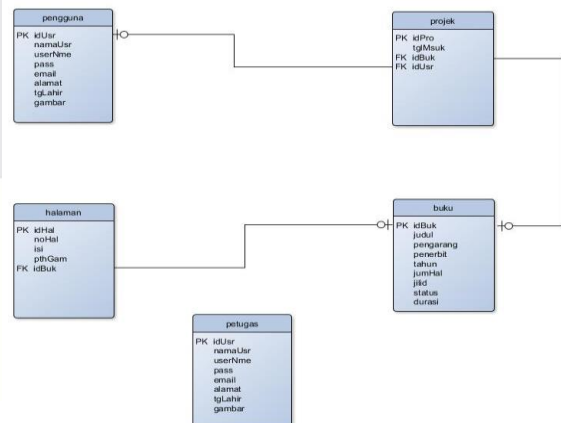 pengguna
PK idUsr
namaUsr
userNme
pass
email
alamat
tgLahir
gambar
projek
PK idPro
tglMsuk
FK idBuk
FK idUsr
halaman
PK idHal
noHal
isi
pthGam
FK idBuk
buku
PK idBuk
judul
pengarang
penerbit
tahun
jumHal
jilid
status
durasi
petugas
PK idUsr
namaUsr
userNme
pass
email
alamat
tgLahir
gambar